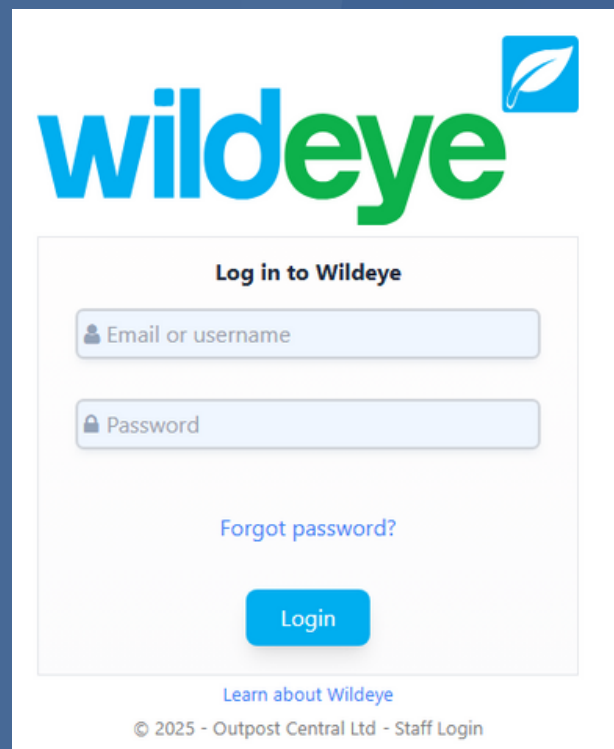 wildeye
Log in to Wildeye
Email or username
Password
Forgot password?
Login
Learn about Wildeye
© 2025 - Outpost Central Ltd - Staff Login